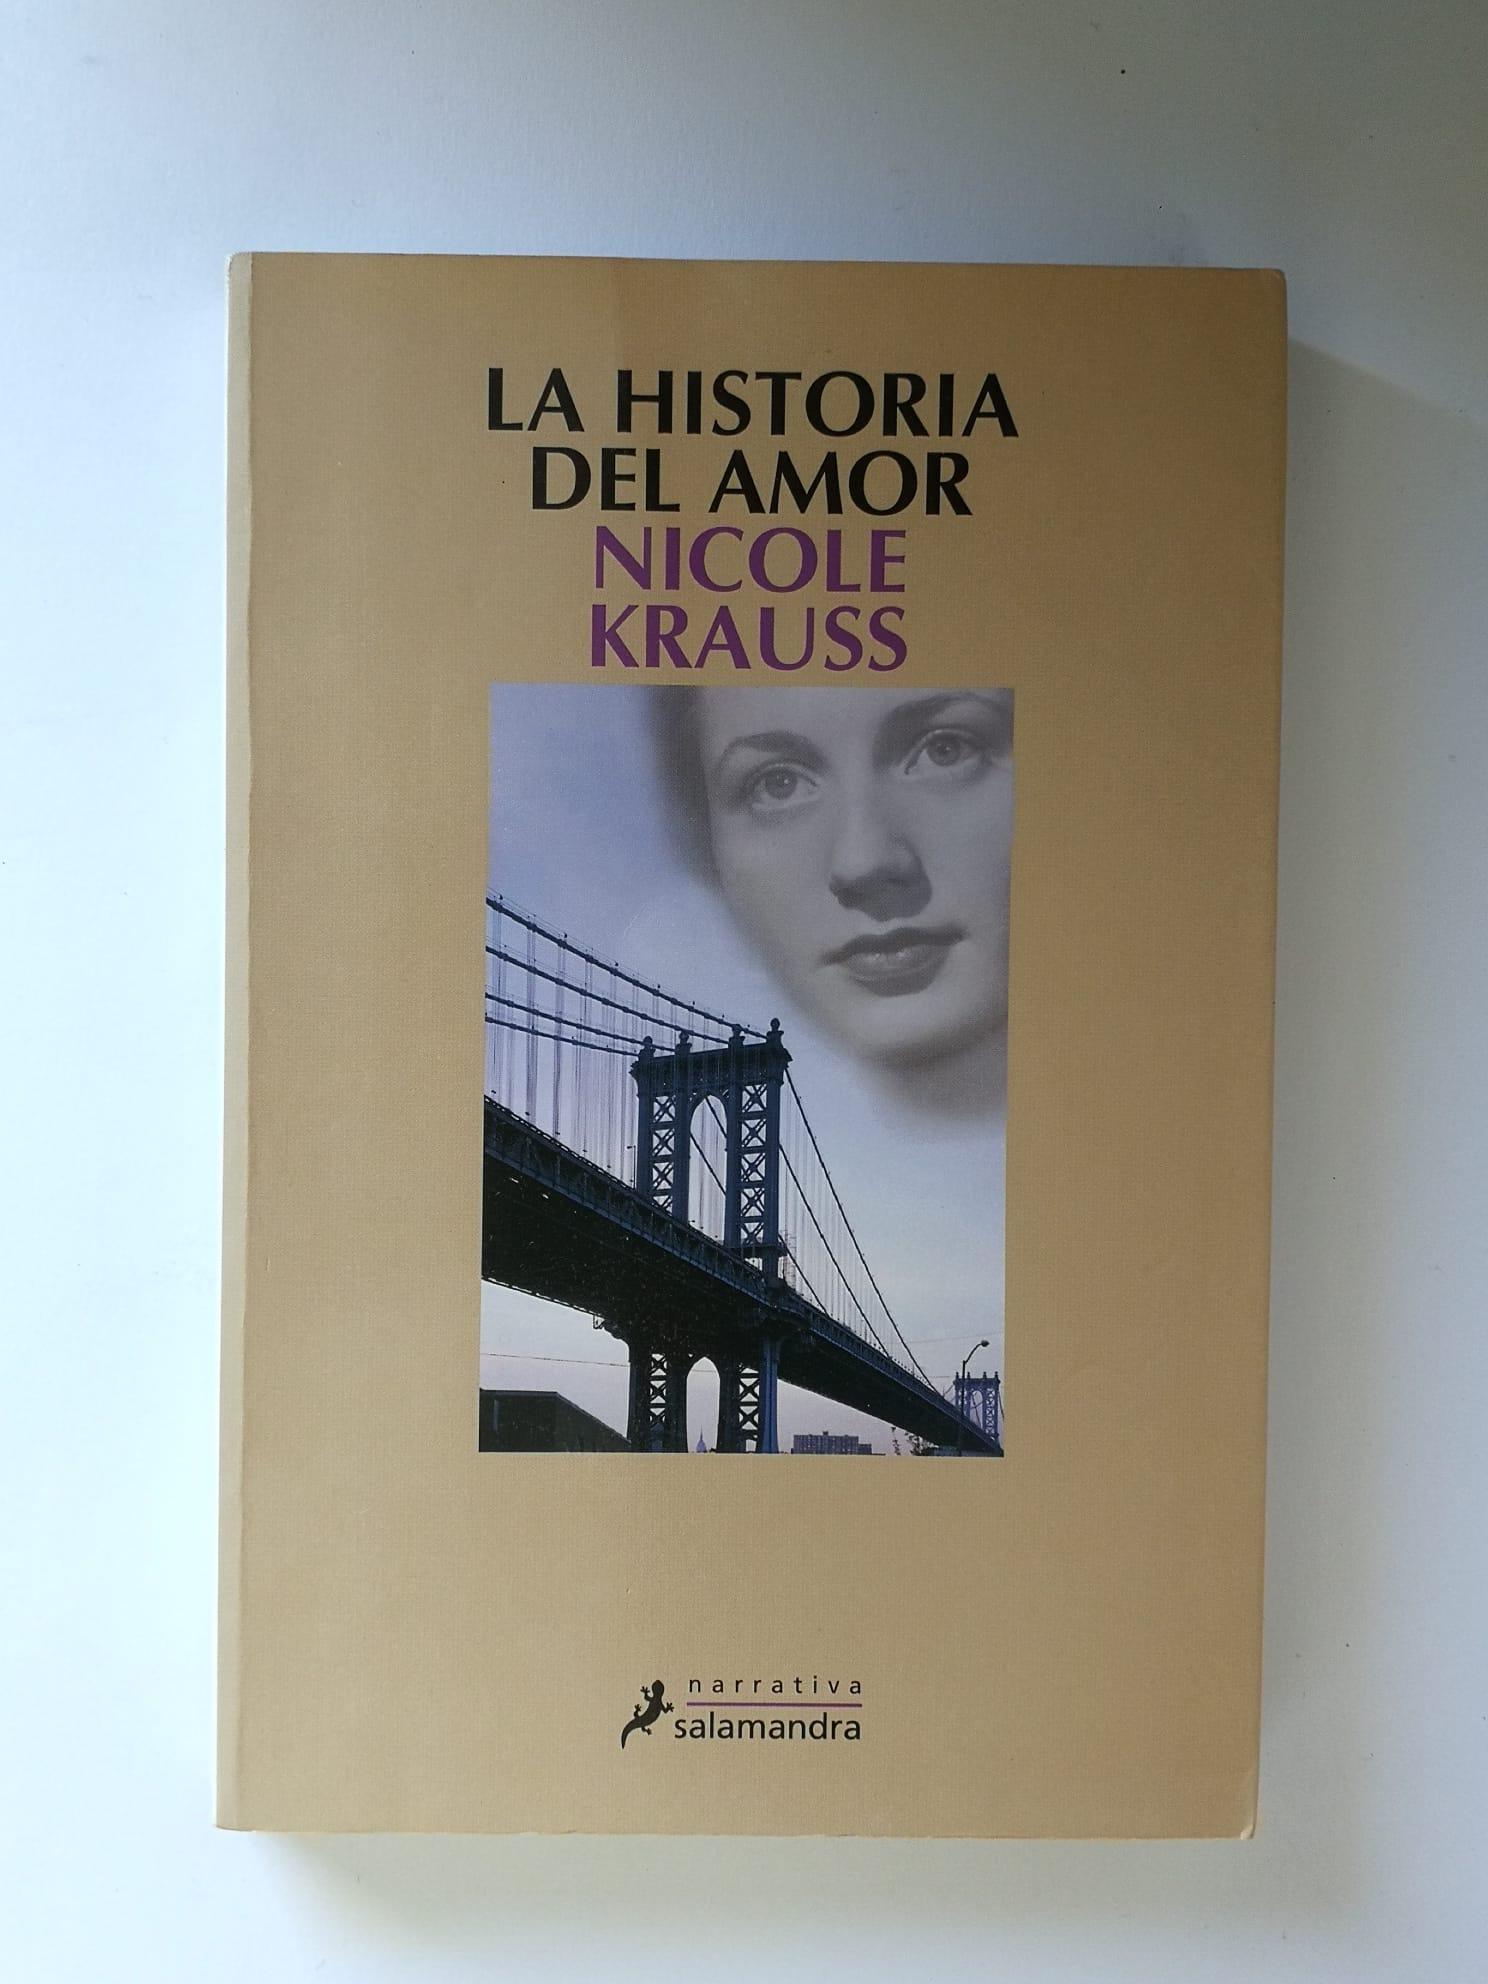 LA HISTORIA
DEL AMOR
NICOLE
KRAUSS
narrativa
salamandra